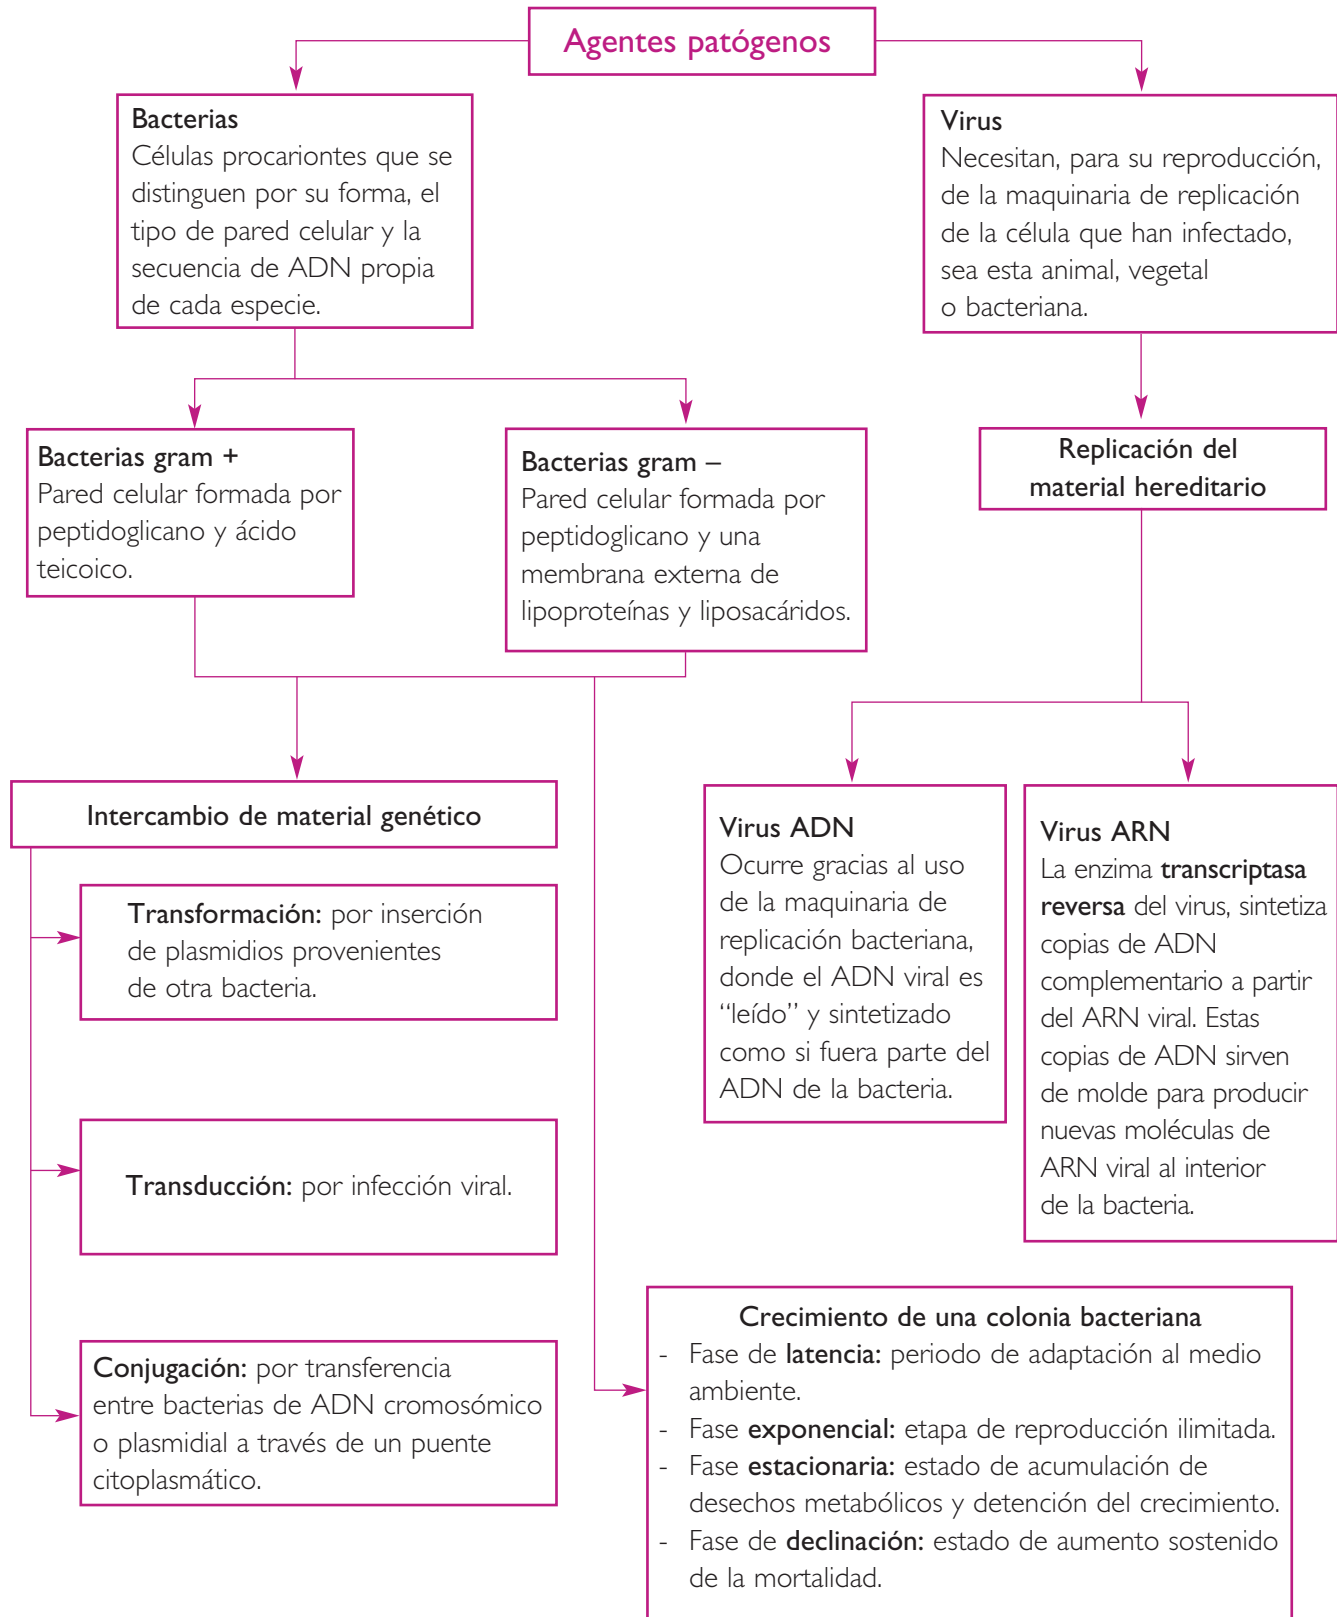 Agentes patógenos
Bacterias
Células procariontes que se
distinguen por su forma, el
tipo de pared celular y la
secuencia de ADN propia
de cada especie.
Virus
Necesitan, para su reproducción,
de la maquinaria de replicación
de la célula que han infectado,
sea esta animal, vegetal
o bacteriana.
Bacterias gram +
Pared celular formada por
peptidoglicano y ácido
teicoico.
Bacterias gram –
Pared celular formada por
peptidoglicano y una
membrana externa de
lipoproteínas y liposacáridos.
Replicación del
material hereditario
Intercambio de material genético
Transformación: por inserción
de plasmidios provenientes
de otra bacteria.
Transducción: por infección viral.
Conjugación: por transferencia
entre bacterias de ADN cromosómico
o plasmidial a través de un puente
citoplasmático.
Virus ADN
Ocurre gracias al uso
de la maquinaria de
replicación bacteriana,
donde el ADN viral es
“leído” y sintetizado
como si fuera parte del
ADN de la bacteria.
Virus ARN
La enzima transcriptasa
reversa del virus, sintetiza
copias de ADN
complementario a partir
del ARN viral. Estas
copias de ADN sirven
de molde para producir
nuevas moléculas de
ARN viral al interior
de la bacteria.
Crecimiento de una colonia bacteriana
- Fase de latencia: periodo de adaptación al medio
ambiente.
- Fase exponencial: etapa de reproducción ilimitada.
- Fase estacionaria: estado de acumulación de
desechos metabólicos y detención del crecimiento.
- Fase de declinación: estado de aumento sostenido
de la mortalidad.